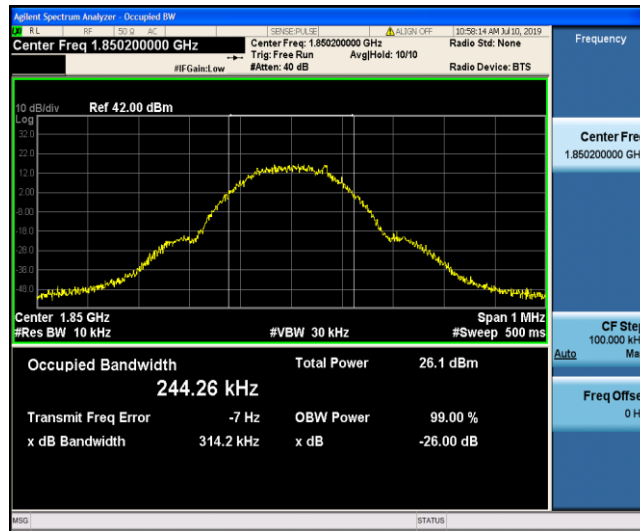 Agilent Spectrum Analyzer - Occupied BW
RL RF 50 Ω AC SENSE:PULSE ALIGN OFF 10:58:14 AM Jul 10, 2019
Center Freq 1.850200000 GHz Center Freq: 1.850200000 GHz Radio Std: None Frequency
Trig: Free Run Avg|Hold: 10/10
#IFGain:Low #Atten: 40 dB Radio Device: BTS
10 dB/div Ref 42.00 dBm
Log
32.0
22.0
12.0
2.00
-8.00
-18.0
-28.0
-38.0
-48.0
Center Fre
1.850200000 GH
Center 1.85 GHz Span 1 MHz
#Res BW 10 kHz #VBW 30 kHz #Sweep 500 ms
CF Step
100.000 kH
Auto Ma
Occupied Bandwidth Total Power 26.1 dBm
244.26 kHz
Transmit Freq Error -7 Hz OBW Power 99.00 %
x dB Bandwidth 314.2 kHz x dB -26.00 dB
Freq Offse
0 H
MSG STATUS